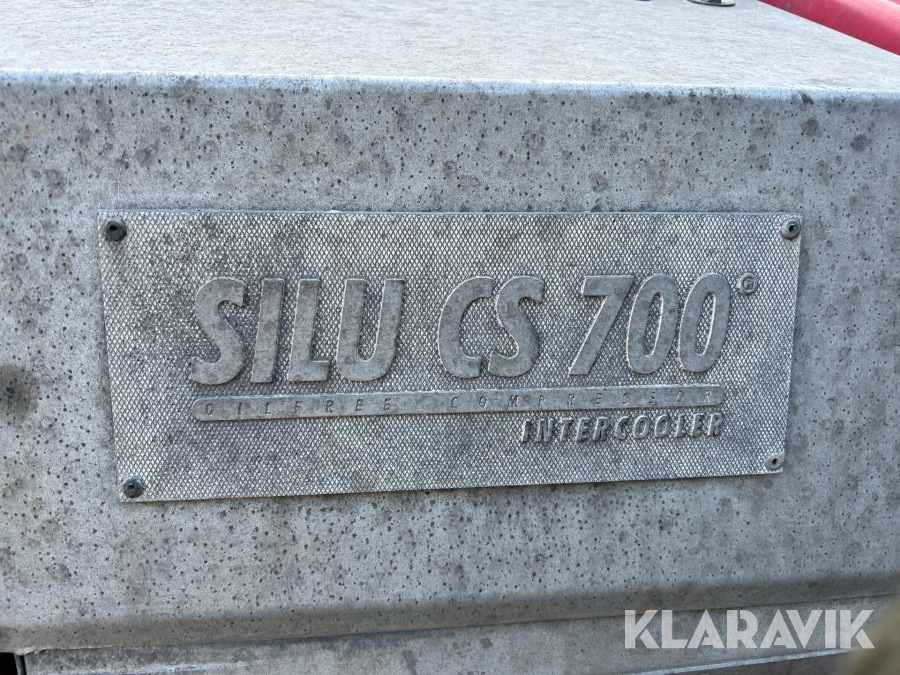 SILU CS 700®
OILFREE COMPRESSOR
INTERCOOLER
KLARAVIK